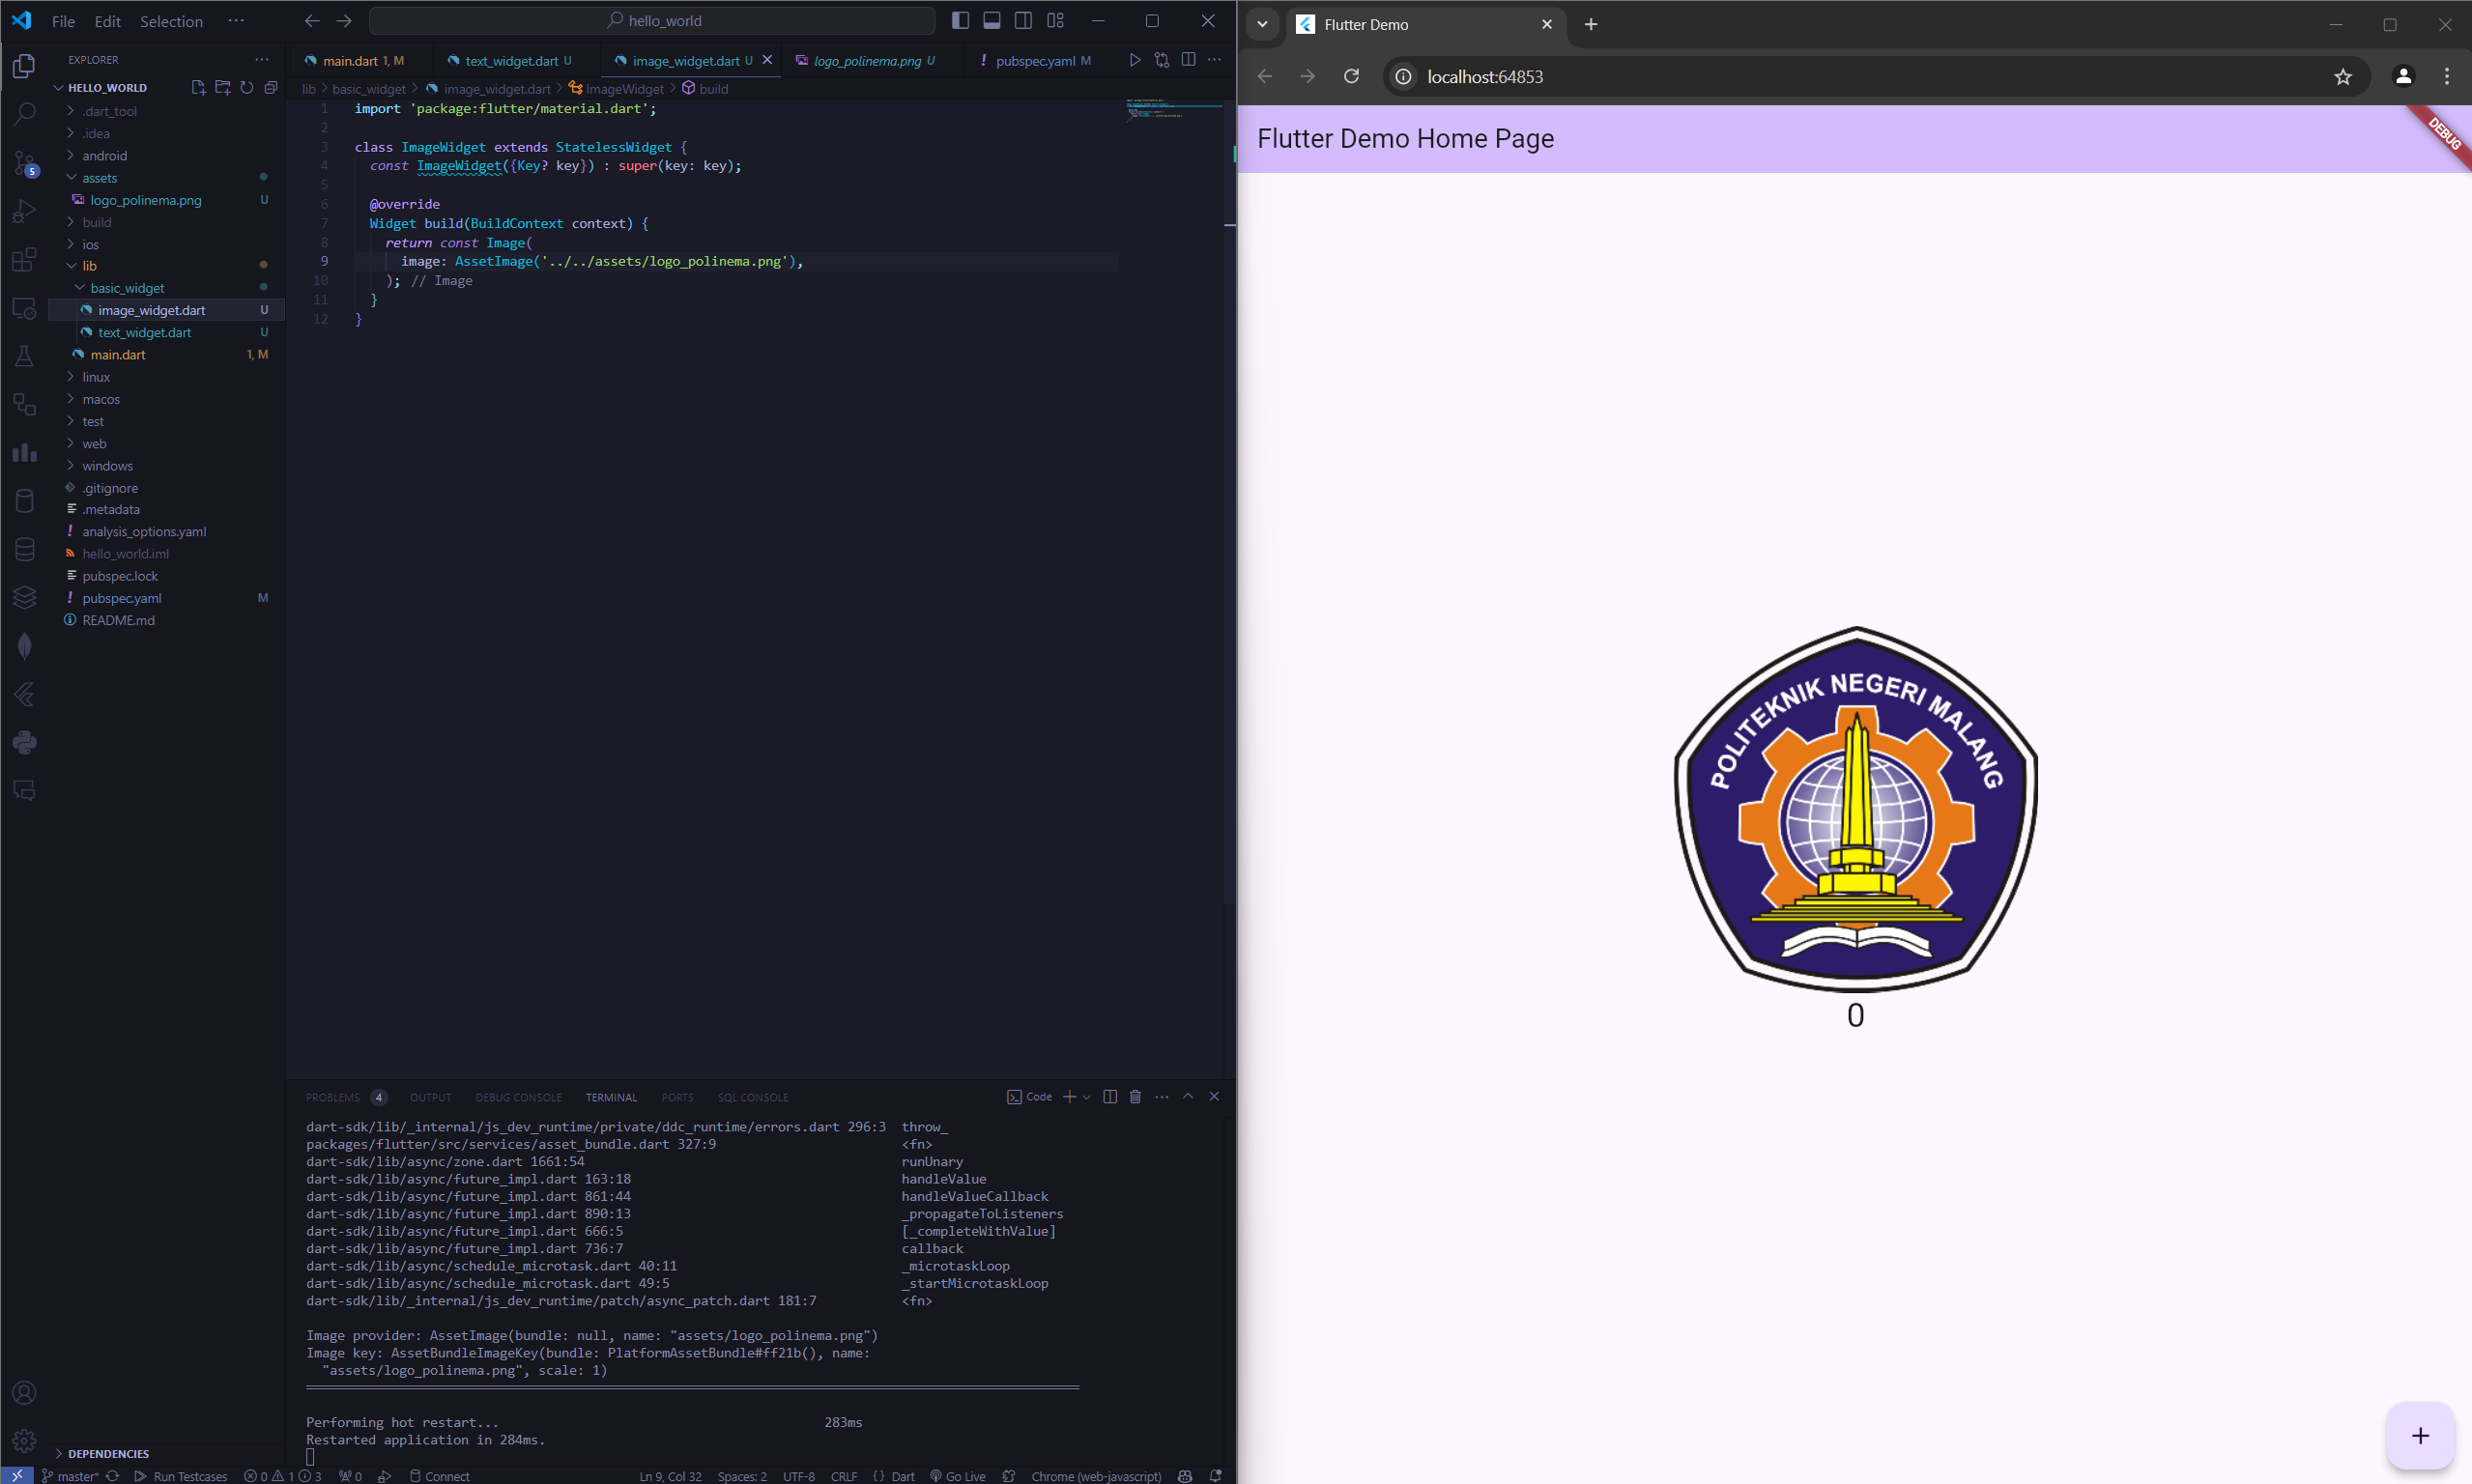 File Edit Selection ··· hello_world
EXPLORER ···
HELLO_WORLD
.dart_tool
.idea
android
assets
logo_polinema.png U
build
ios
lib
basic_widget
image_widget.dart U
text_widget.dart U
main.dart 1, M
linux
macos
test
web
windows
.gitignore
.metadata
analysis_options.yaml
hello_world.iml
pubspec.lock
pubspec.yaml M
README.md
DEPENDENCIES
5
main.dart 1, M text_widget.dart U image_widget.dart U logo_polinema.png U pubspec.yaml M
lib > basic_widget > image_widget.dart > ImageWidget > build
1 import 'package:flutter/material.dart';
2
3 class ImageWidget extends StatelessWidget {
4 const ImageWidget({Key? key}) : super(key: key);
5
6 @override
7 Widget build(BuildContext context) {
8 return const Image(
9 image: AssetImage('../../assets/logo_polinema.png'),
10 ); // Image
11 }
12 }
PROBLEMS 4 OUTPUT DEBUG CONSOLE TERMINAL PORTS SQL CONSOLE Code
dart-sdk/lib/_internal/js_dev_runtime/private/ddc_runtime/errors.dart 296:3 throw_
packages/flutter/src/services/asset_bundle.dart 327:9 <fn>
dart-sdk/lib/async/zone.dart 1661:54 runUnary
dart-sdk/lib/async/future_impl.dart 163:18 handleValue
dart-sdk/lib/async/future_impl.dart 861:44 handleValueCallback
dart-sdk/lib/async/future_impl.dart 890:13 _propagateToListeners
dart-sdk/lib/async/future_impl.dart 666:5 [_completeWithValue]
dart-sdk/lib/async/future_impl.dart 736:7 callback
dart-sdk/lib/async/schedule_microtask.dart 40:11 _microtaskLoop
dart-sdk/lib/async/schedule_microtask.dart 49:5 _startMicrotaskLoop
dart-sdk/lib/_internal/js_dev_runtime/patch/async_patch.dart 181:7 <fn>
Image provider: AssetImage(bundle: null, name: "assets/logo_polinema.png")
Image key: AssetBundleImageKey(bundle: PlatformAssetBundle#ff21b(), name:
"assets/logo_polinema.png", scale: 1)
Performing hot restart... 283ms
Restarted application in 284ms.
master* Run Testcases 0 1 3 0 Connect Ln 9, Col 32 Spaces: 2 UTF-8 CRLF { } Dart Go Live Chrome (web-javascript)
Flutter Demo
localhost:64853
Flutter Demo Home Page
DEBUG
POLITEKNIK NEGERI MALANG
0
+